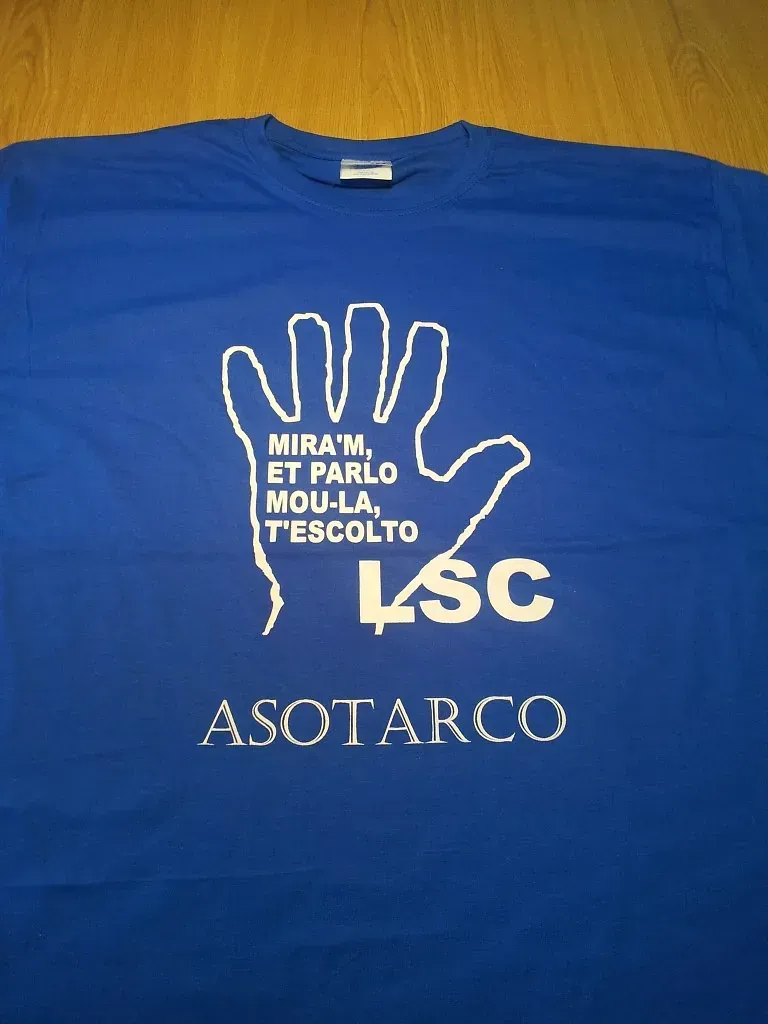 MIRA'M,
ET PARLO
MOU-LA,
T'ESCOLTO
LSC
ASOTARCO